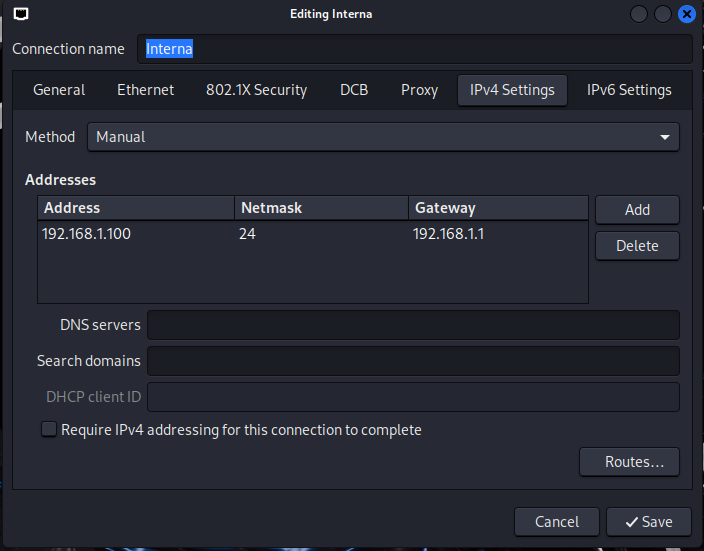 Editing Interna
Connection name Interna
General Ethernet 802.1X Security DCB Proxy IPv4 Settings IPv6 Settings
Method Manual
Addresses
Address Netmask Gateway
192.168.1.100 24 192.168.1.1
Add
Delete
DNS servers
Search domains
DHCP client ID
Require IPv4 addressing for this connection to complete
Routes...
Cancel Save